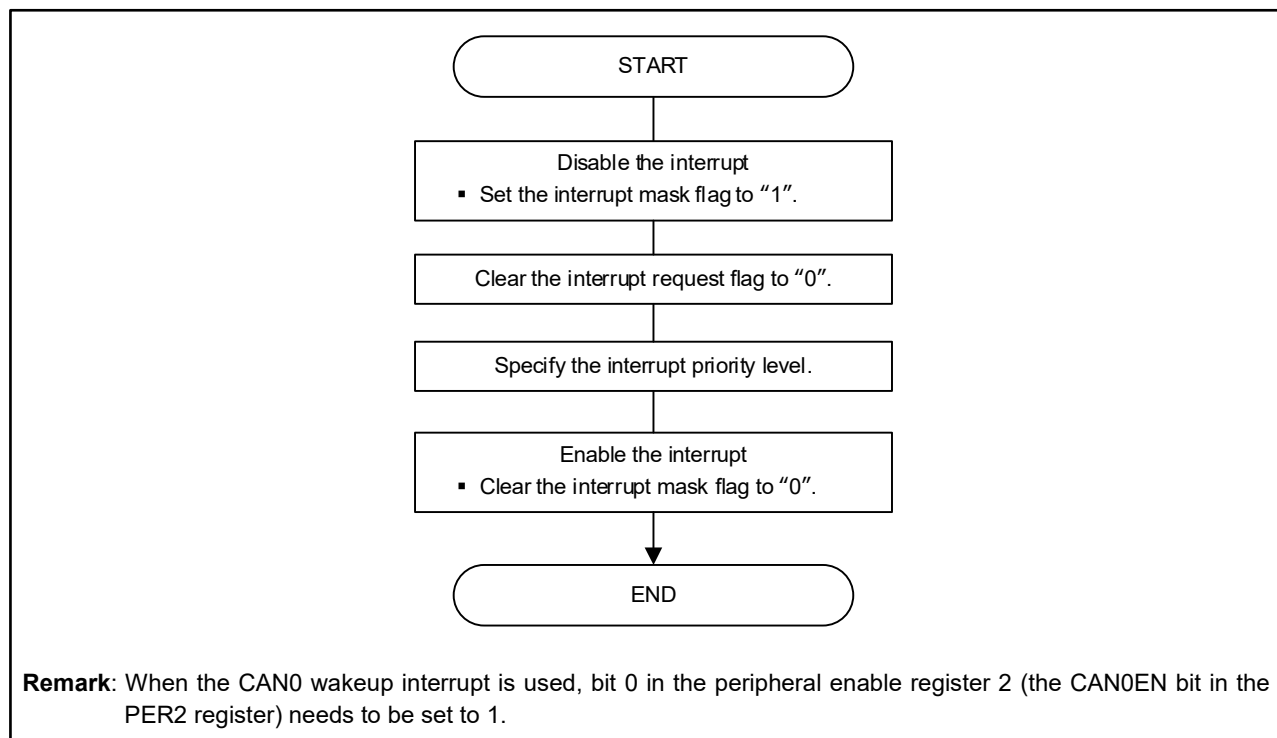 START
Disable the interrupt
▪ Set the interrupt mask flag to “1”.
Clear the interrupt request flag to “0”.
Specify the interrupt priority level.
Enable the interrupt
▪ Clear the interrupt mask flag to “0”.
END
Remark: When the CAN0 wakeup interrupt is used, bit 0 in the peripheral enable register 2 (the CAN0EN bit in the
PER2 register) needs to be set to 1.